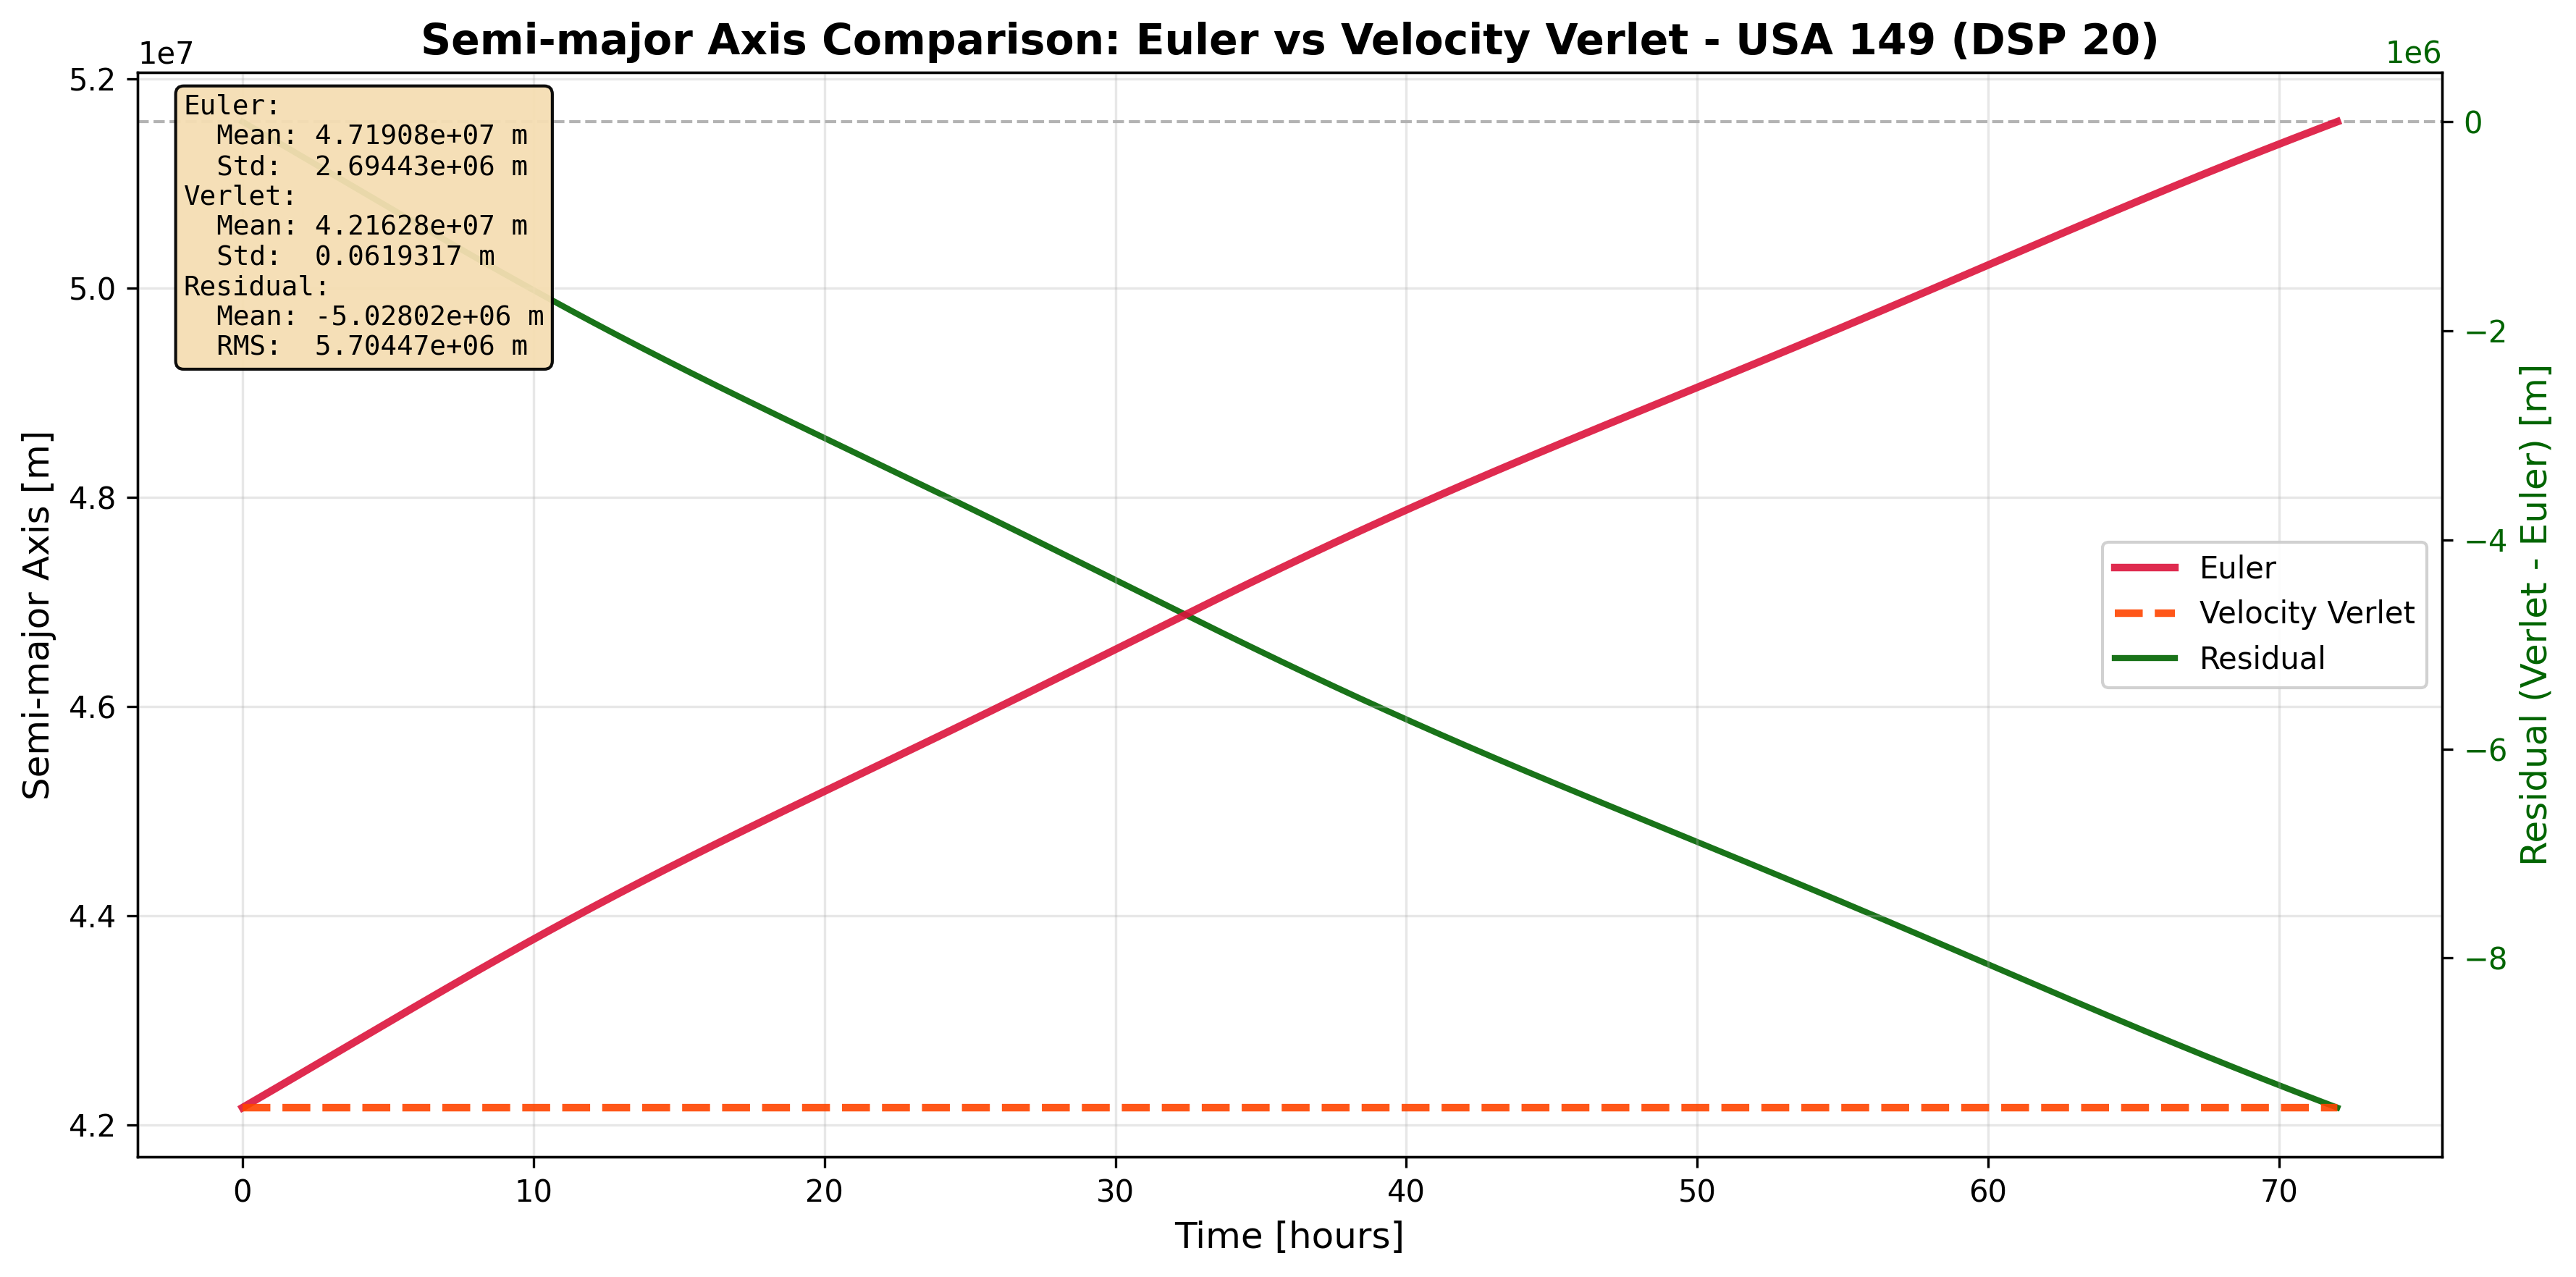 Semi-major Axis Comparison: Euler vs Velocity Verlet - USA 149 (DSP 20)
1e7
1e6
Euler:
Mean: 4.71908e+07 m
Std: 2.69443e+06 m
Verlet:
Mean: 4.21628e+07 m
Std: 0.0619317 m
Residual:
Mean: -5.02802e+06 m
RMS: 5.70447e+06 m
Semi-major Axis [m]
5.2
5.0
4.8
4.6
4.4
4.2
Euler
Velocity Verlet
Residual
0
−2
−4
−6
−8
Residual (Verlet - Euler) [m]
0 10 20 30 40 50 60 70
Time [hours]